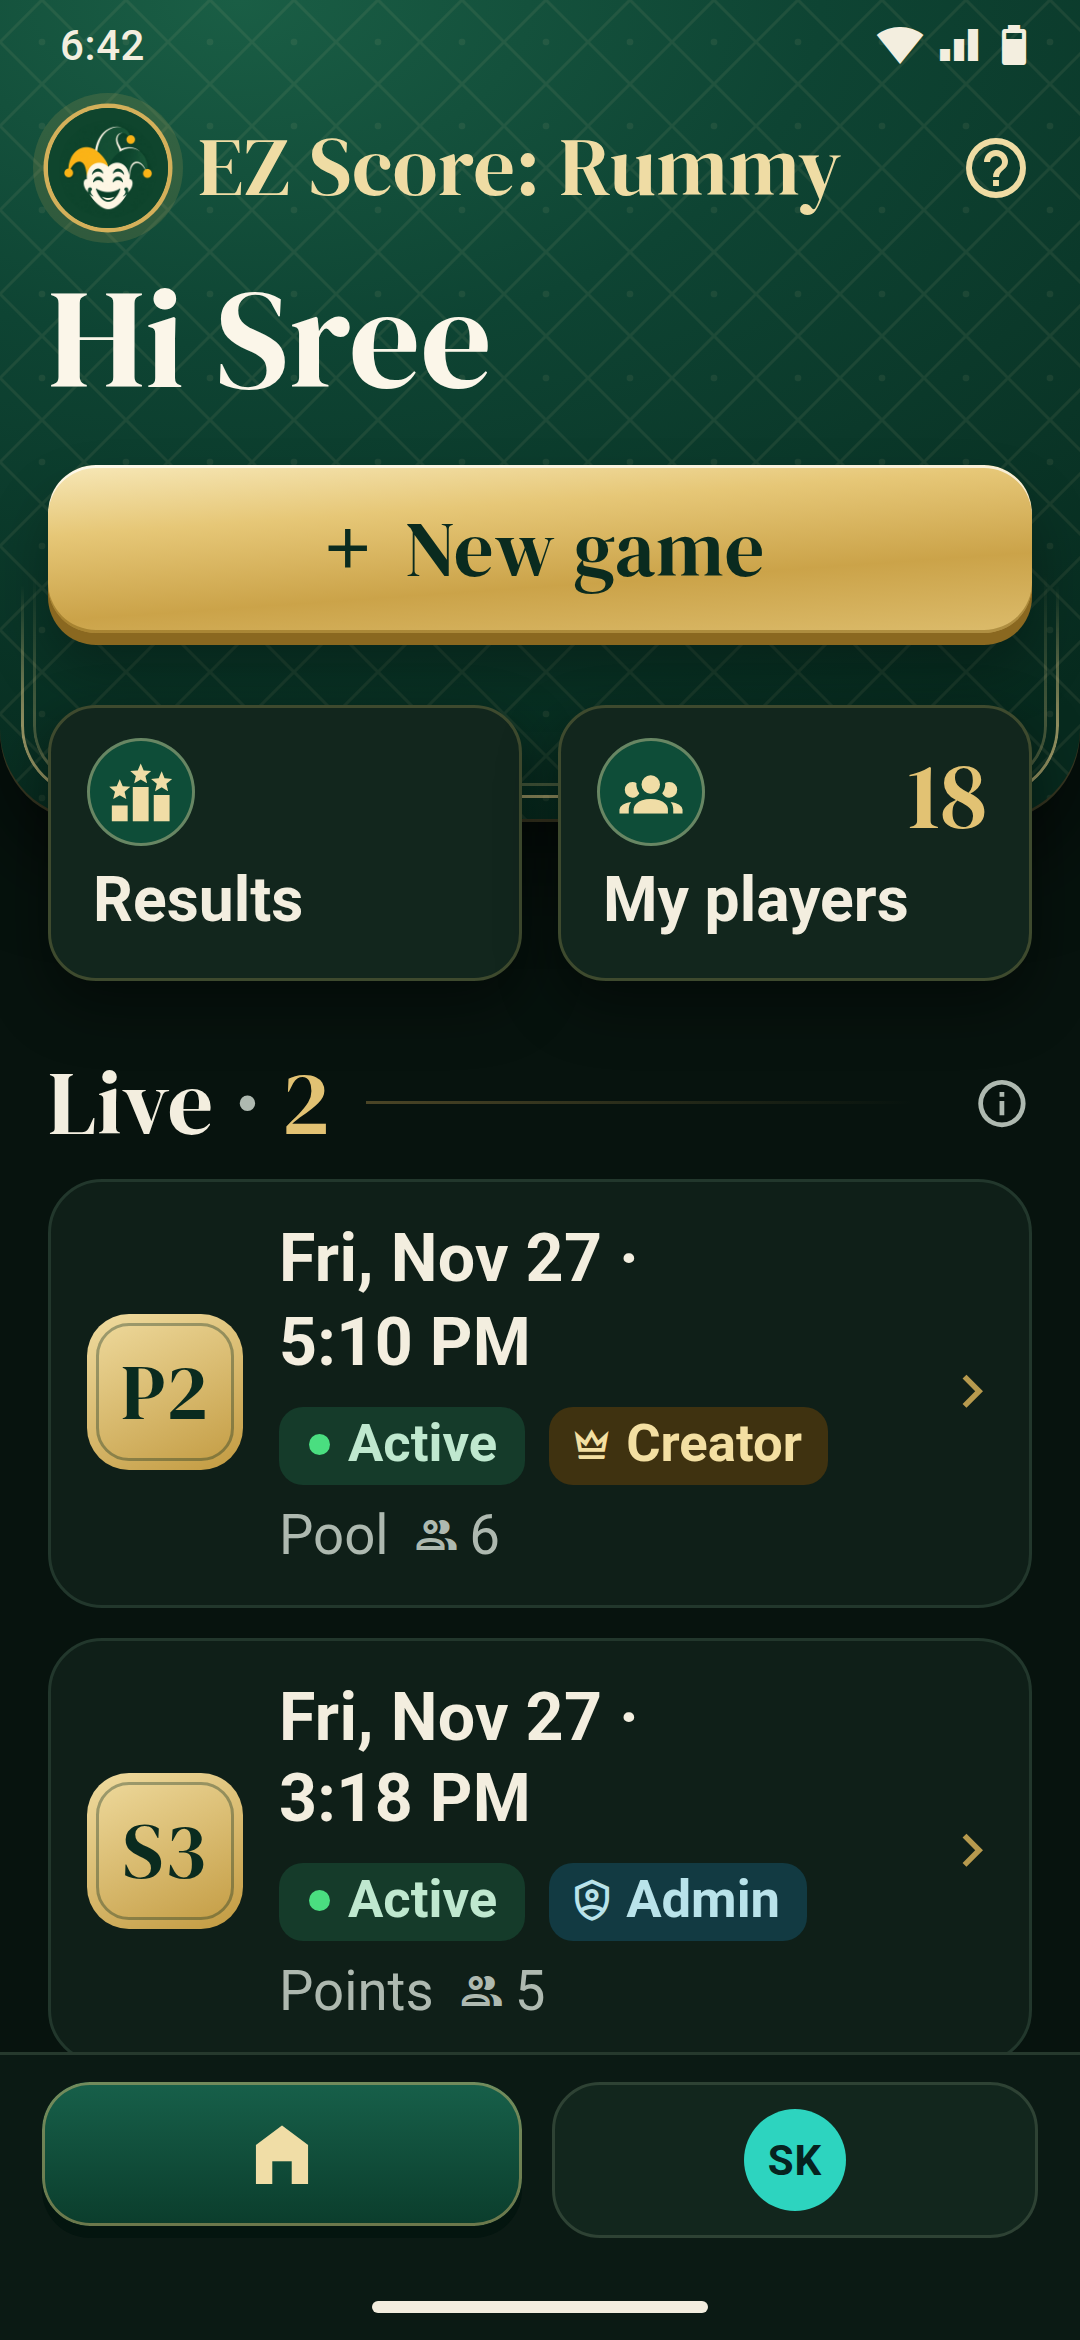 6:42
EZ Score: Rummy
Hi Sree
+ New game
18
Results
My players
Live · 2
Fri, Nov 27 ·
5:10 PM
P2
Active
Creator
Pool 6
Fri, Nov 27 ·
3:18 PM
S3
Active
Admin
Points 5
SK